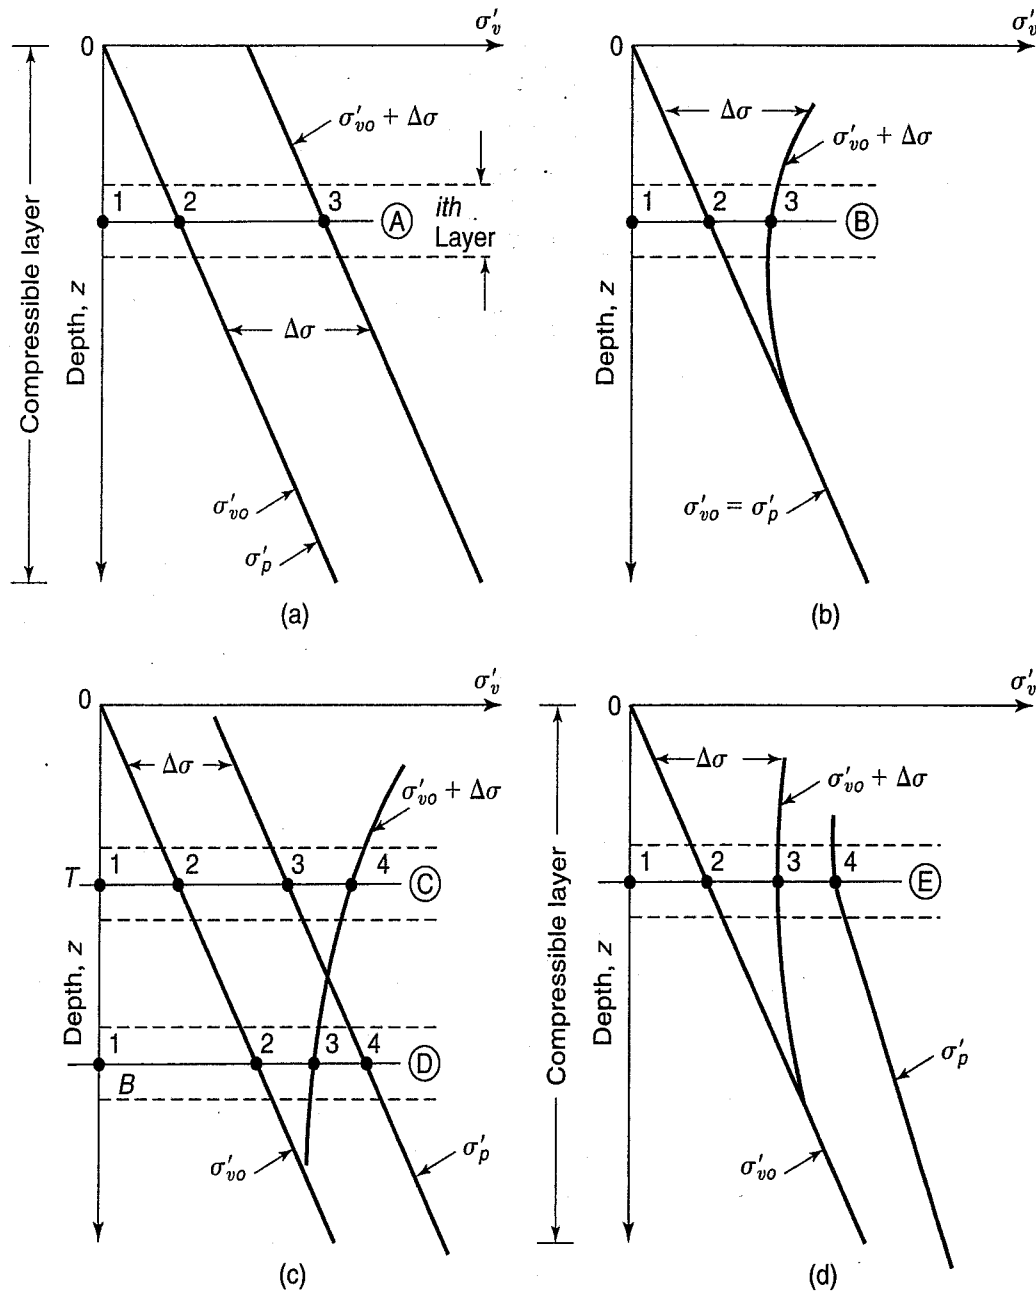 0
σ′v
σ′vo + Δσ
1
2
3
Ⓐ
ith
Layer
Δσ
Compressible layer
Depth, z
σ′vo
σ′p
(a)
0
σ′v
Δσ
σ′vo + Δσ
1
2
3
Ⓑ
Depth, z
σ′vo = σ′p
(b)
0
σ′v
Δσ
σ′vo + Δσ
T
1
2
3
4
Ⓒ
Depth, z
1
2
3
4
Ⓓ
B
σ′vo
σ′p
(c)
0
σ′v
Δσ
σ′vo + Δσ
1
2
3
4
Ⓔ
Compressible layer
Depth, z
σ′p
σ′vo
(d)